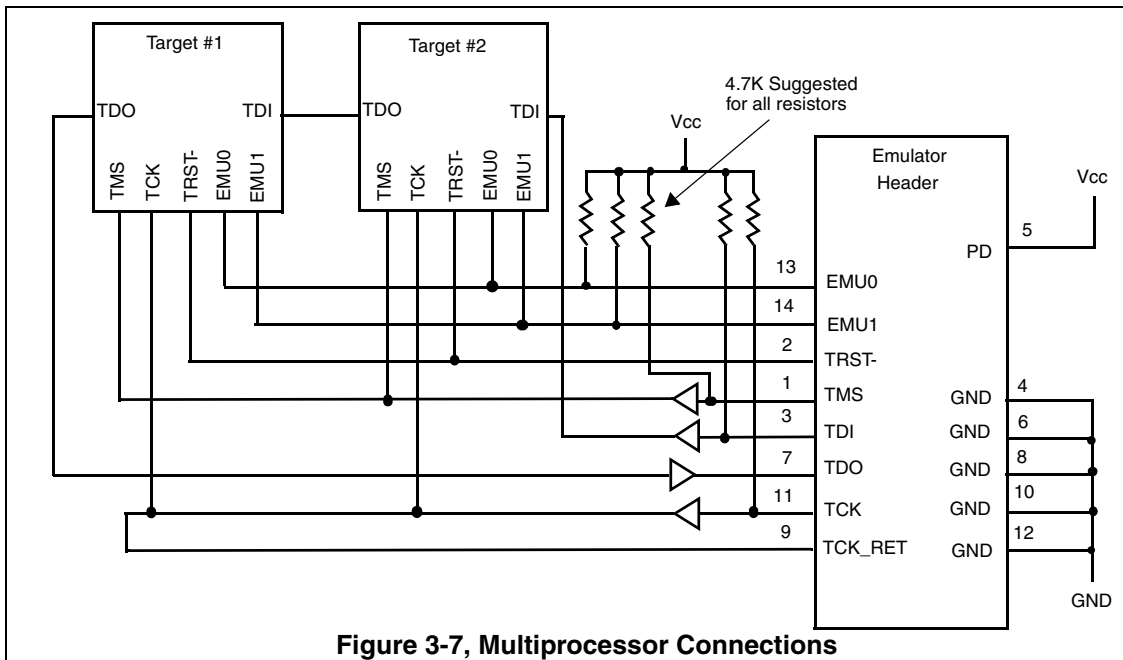 Target #1
TDO
TDI
TMS
TCK
TRST-
EMU0
EMU1
Target #2
TDO
TDI
TMS
TCK
TRST-
EMU0
EMU1
4.7K Suggested
for all resistors
Vcc
Emulator
Header
Vcc
5
PD
13
EMU0
14
EMU1
2
TRST-
1
TMS
3
TDI
7
TDO
11
TCK
9
TCK_RET
GND
4
GND
6
GND
8
GND
10
GND
12
GND
Figure 3-7, Multiprocessor Connections